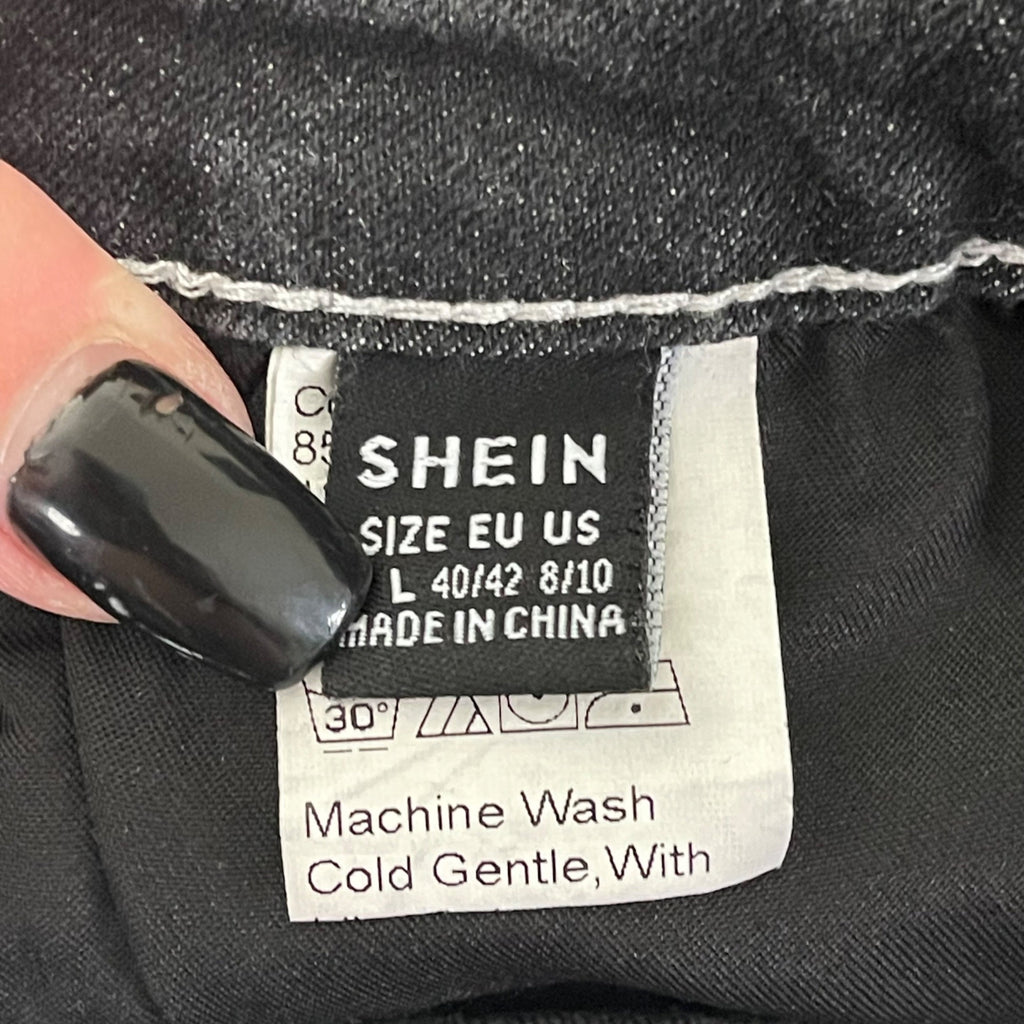 SHEIN
SIZE EU US
L 40/42 8/10
MADE IN CHINA
30°
Machine Wash
Cold Gentle,With